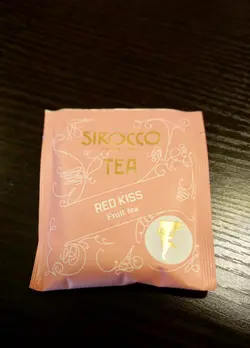 SIROCCO
TEA
RED KISS
Fruit tea